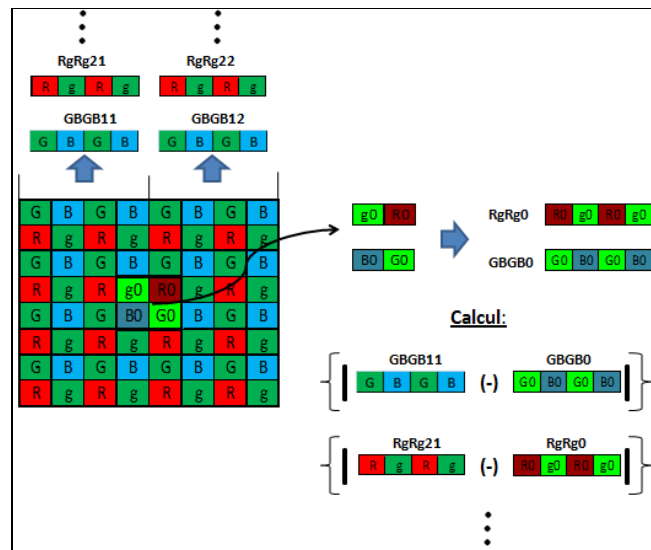 RgRg21 RgRg22
R g R g R g R g
GBGB11 GBGB12
G B G B G B G B
G B G B G B G B
R g R g R g R g
G B G B G B G B
R g R g0 R0 g R g
G B G B0 G0 B G B
R g R g R g R g
G B G B G B G B
R g R g R g R g
g0 R0
RgRg0
R0 g0 R0 g0
B0 G0
GBGB0
G0 B0 G0 B0
Calcul:
GBGB11 GBGB0
{ | G B G B (-) G0 B0 G0 B0 | }
RgRg21 RgRg0
{ | R g R g (-) R0 g0 R0 g0 | }